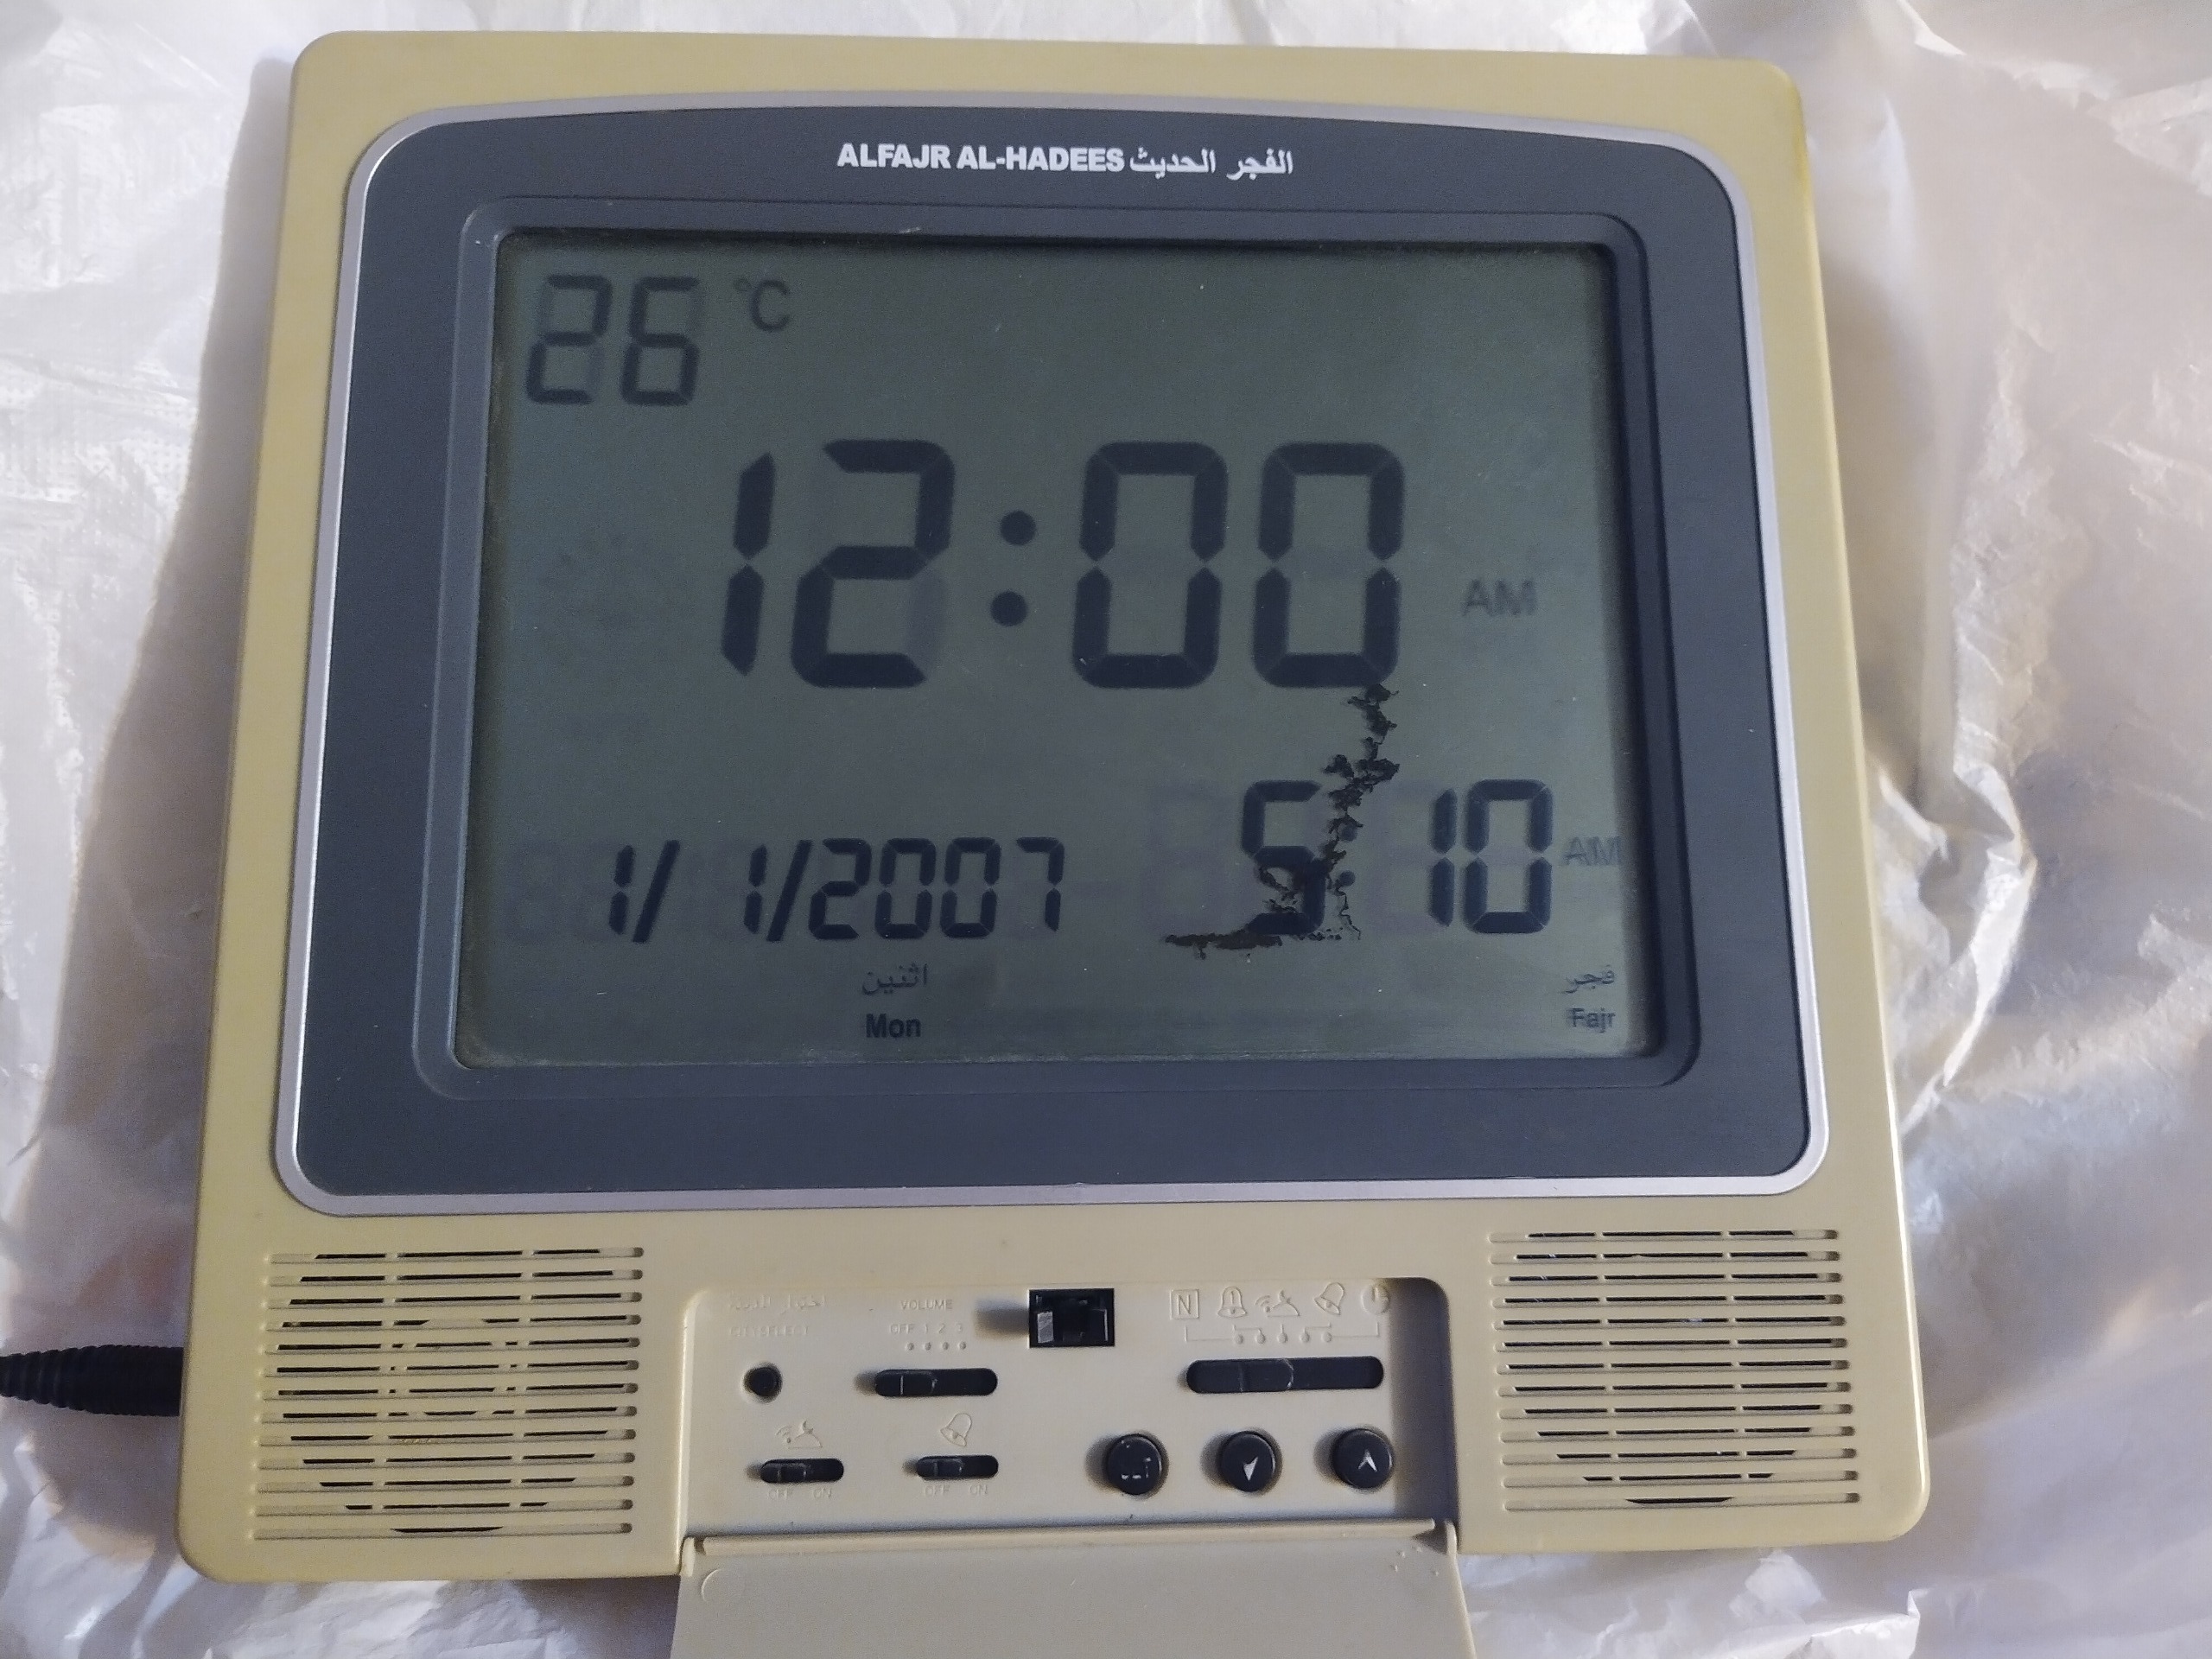 ALFAJR AL-HADEES الفجر الحديث
26 °C
12:00 AM
1/ 1/2007
5:10 AM
اثنين
Mon
فجر
Fajr
VOLUME
OFF 1 2 3
N
OFF ON
OFF ON